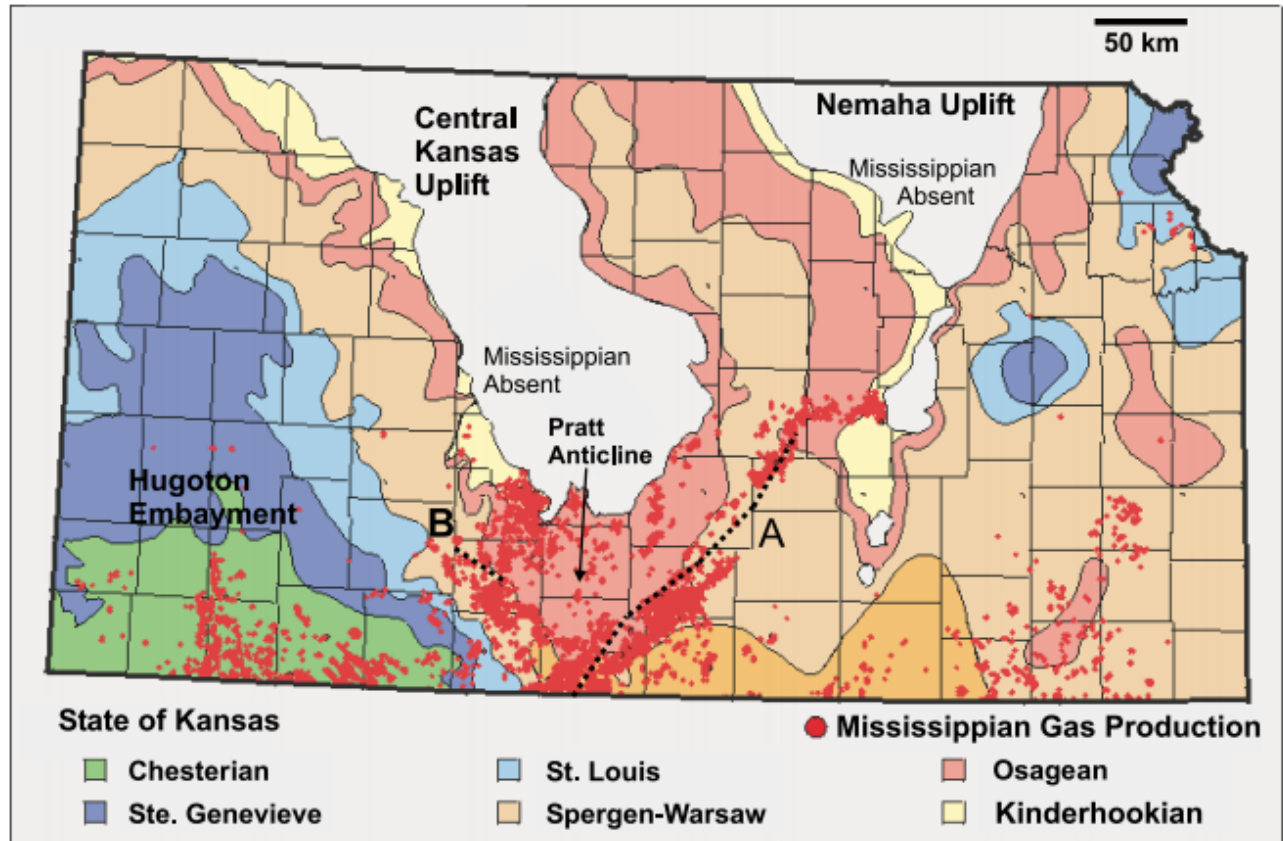 50 km
Central
Kansas
Uplift
Nemaha Uplift
Mississippian
Absent
Mississippian
Absent
Pratt
Anticline
Hugoton
Embayment
B
A
State of Kansas
Mississippian Gas Production
Chesterian
St. Louis
Osagean
Ste. Genevieve
Spergen-Warsaw
Kinderhookian